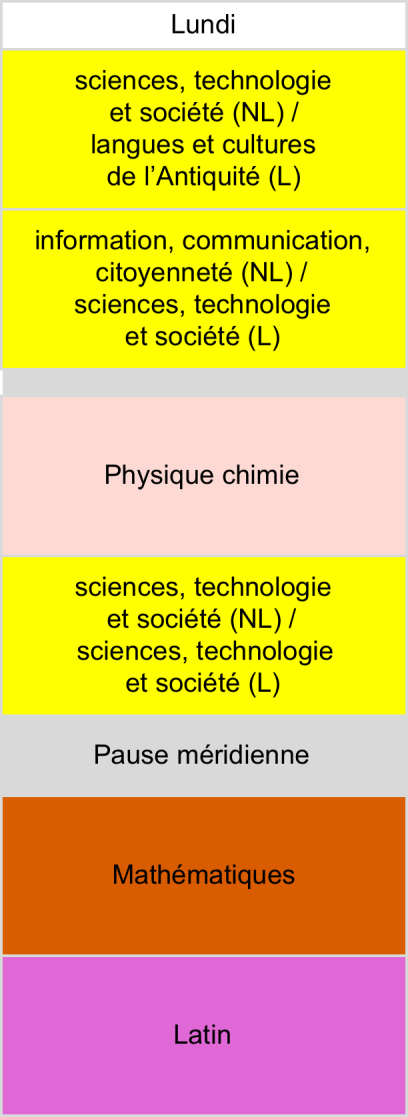 Lundi
sciences, technologie
et société (NL) /
langues et cultures
de l’Antiquité (L)
information, communication,
citoyenneté (NL) /
sciences, technologie
et société (L)
Physique chimie
sciences, technologie
et société (NL) /
sciences, technologie
et société (L)
Pause méridienne
Mathématiques
Latin